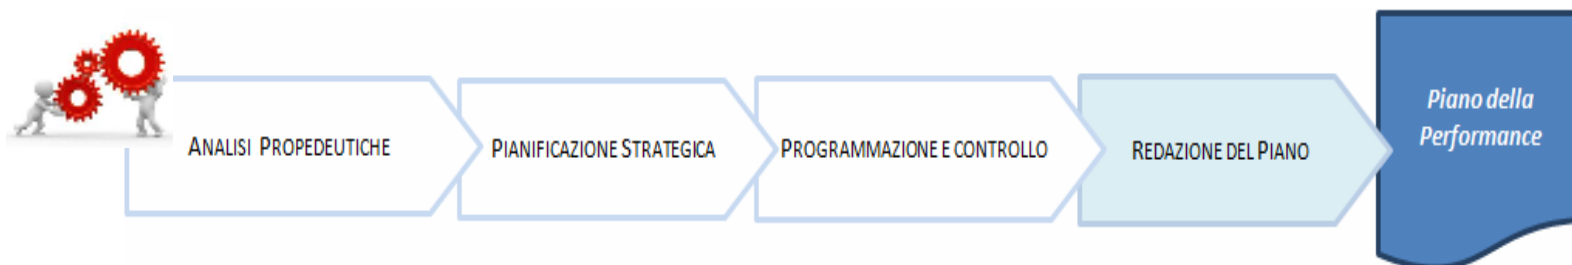 ANALISI PROPEDEUTICHE
PIANIFICAZIONE STRATEGICA
PROGRAMMAZIONE E CONTROLLO
REDAZIONE DEL PIANO
Piano della
Performance